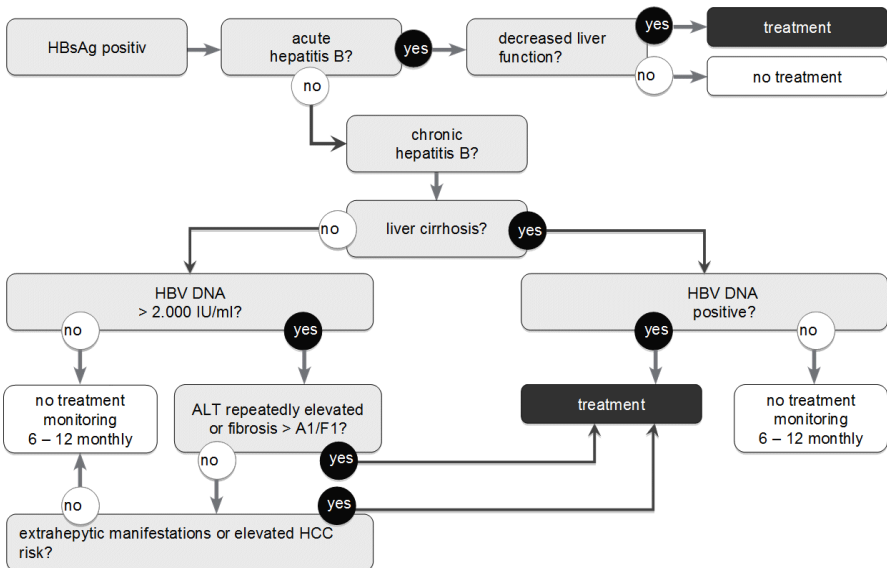 HBsAg positiv
acute
hepatitis B?
yes
no
decreased liver
function?
yes
no
treatment
no treatment
chronic
hepatitis B?
liver cirrhosis?
no
yes
HBV DNA
> 2.000 IU/ml?
no
yes
HBV DNA
positive?
yes
no
no treatment
monitoring
6 – 12 monthly
ALT repeatedly elevated
or fibrosis > A1/F1?
no
yes
treatment
no treatment
monitoring
6 – 12 monthly
no
yes
extrahepytic manifestations or elevated HCC
risk?